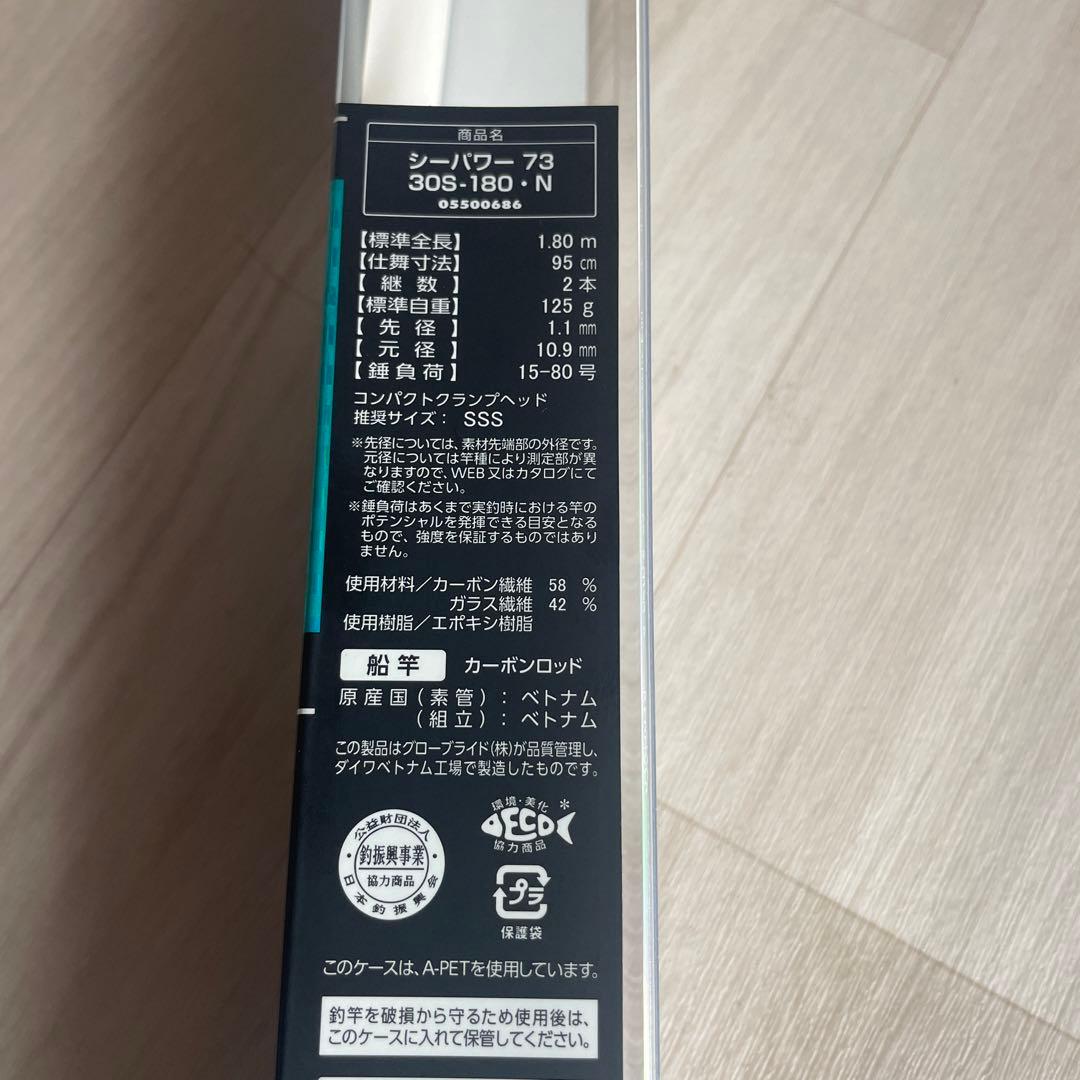 商品名
シーパワー 73
30S-180・N
05500686
【標準全長】 1.80 m
【仕舞寸法】 95 ㎝
【継数】 2 本
【標準自重】 125 g
【先径】 1.1 ㎜
【元径】 10.9 ㎜
【錘負荷】 15-80 号
コンパクトクランプヘッド
推奨サイズ： SSS
※先径については、素材先端部の外径です。
元径については竿種により測定部が異
なりますので、WEB又はカタログにて
ご確認ください。
※錘負荷はあくまで実釣時における竿の
ポテンシャルを発揮できる目安となる
もので、強度を保証するものではあり
ません。
使用材料／カーボン繊維 58 %
ガラス繊維 42 %
使用樹脂／エポキシ樹脂
船竿 カーボンロッド
原産国(素管)：ベトナム
(組立)：ベトナム
この製品はグローブライド(株)が品質管理し、
ダイワベトナム工場で製造したものです。
公益財団法人
釣振興事業
協力商品
日本釣振興会
環境・美化*
ECO
協力商品
プラ
保護袋
このケースは、A-PETを使用しています。
釣竿を破損から守るため使用後は、
このケースに入れて保管してください。